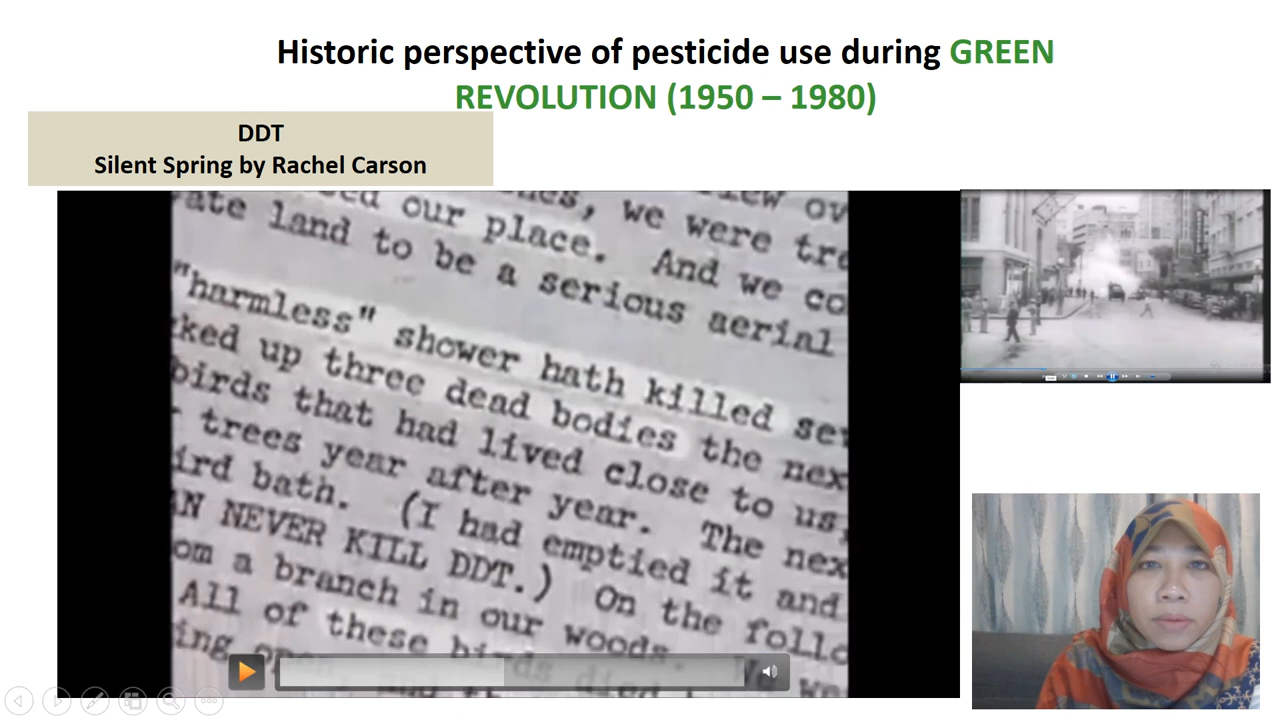 Historic perspective of pesticide use during GREEN
REVOLUTION (1950 – 1980)
DDT
Silent Spring by Rachel Carson
our place. And we
land to be a serious aerial
"harmless" shower hath killed
up three dead bodies the
birds that had lived close to us,
trees year after year. The
bath. (I had emptied it and
NEVER KILL DDT.) On the
a branch in our woods.
All of these birds died